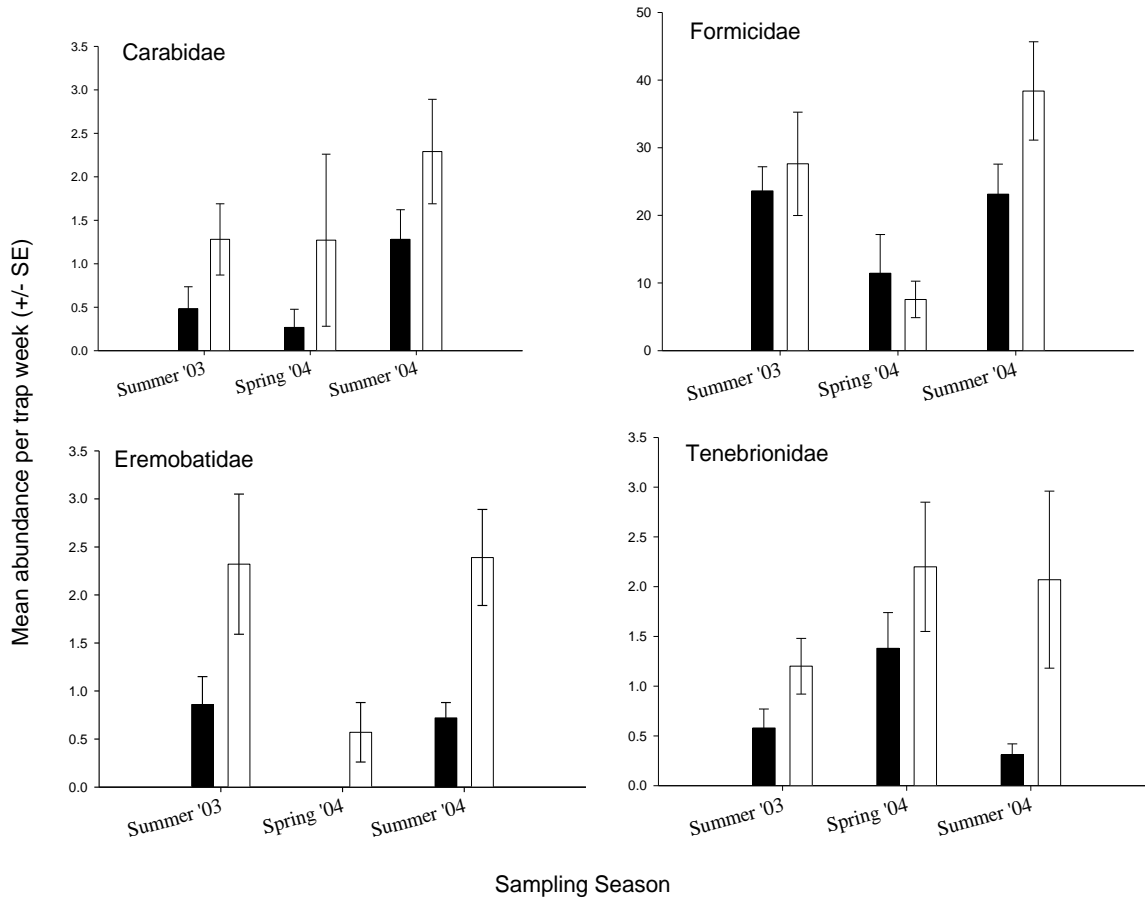 Mean abundance per trap week (+/- SE)
Carabidae
3.5
3.0
2.5
2.0
1.5
1.0
0.5
0.0
Summer '03
Spring '04
Summer '04
Formicidae
50
40
30
20
10
0
Summer '03
Spring '04
Summer '04
Eremobatidae
3.5
3.0
2.5
2.0
1.5
1.0
0.5
0.0
Summer '03
Spring '04
Summer '04
Tenebrionidae
3.5
3.0
2.5
2.0
1.5
1.0
0.5
0.0
Summer '03
Spring '04
Summer '04
Sampling Season